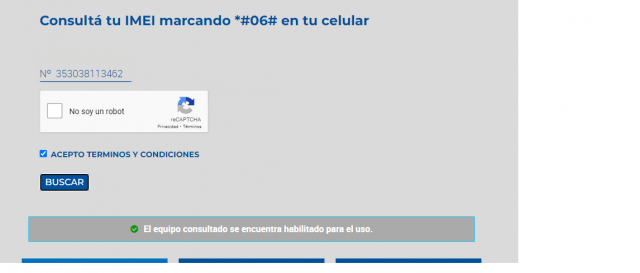 Consultá tu IMEI marcando *#06# en tu celular
Nº 353038113462
No soy un robot
reCAPTCHA
Privacidad - Términos
ACEPTO TERMINOS Y CONDICIONES
BUSCAR
El equipo consultado se encuentra habilitado para el uso.